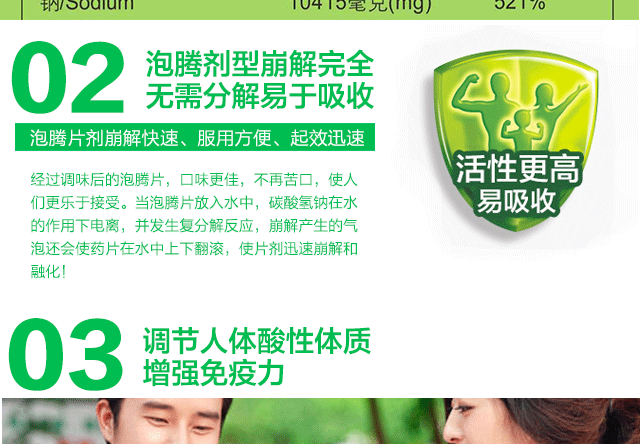 钠/Sodium 10415毫克(mg) 521%
02
泡腾剂型崩解完全
无需分解易于吸收
泡腾片剂崩解快速、服用方便、起效迅速
经过调味后的泡腾片，口味更佳，不再苦口，使人
们更乐于接受。当泡腾片放入水中，碳酸氢钠在水
的作用下电离，并发生复分解反应，崩解产生的气
泡还会使药片在水中上下翻滚，使片剂迅速崩解和
融化！
活性更高
易吸收
03
调节人体酸性体质
增强免疫力